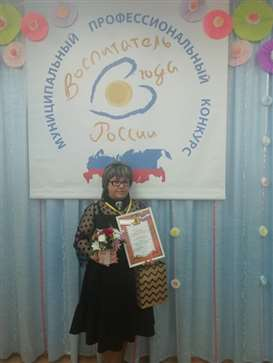 МУНИЦИПАЛЬНЫЙ ПРОФЕССИОНАЛЬНЫЙ КОНКУРС
Воспитатель
года
России